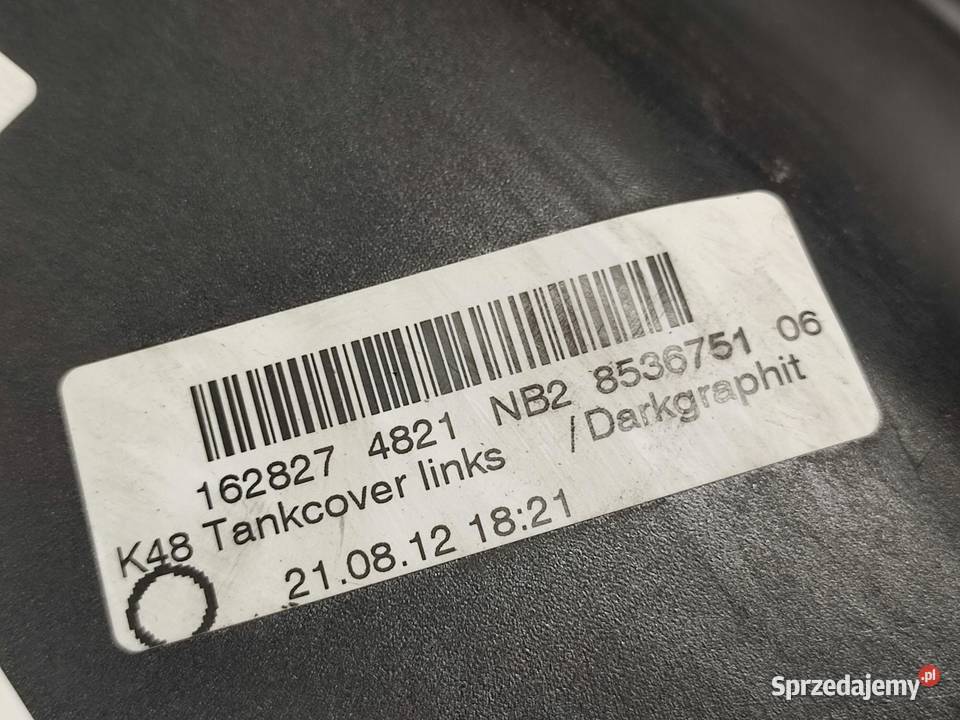 162827 4821 NB2 8536751 06
K48 Tankcover links /Darkgraphit
21.08.12 18:21
Sprzedajemy.pl